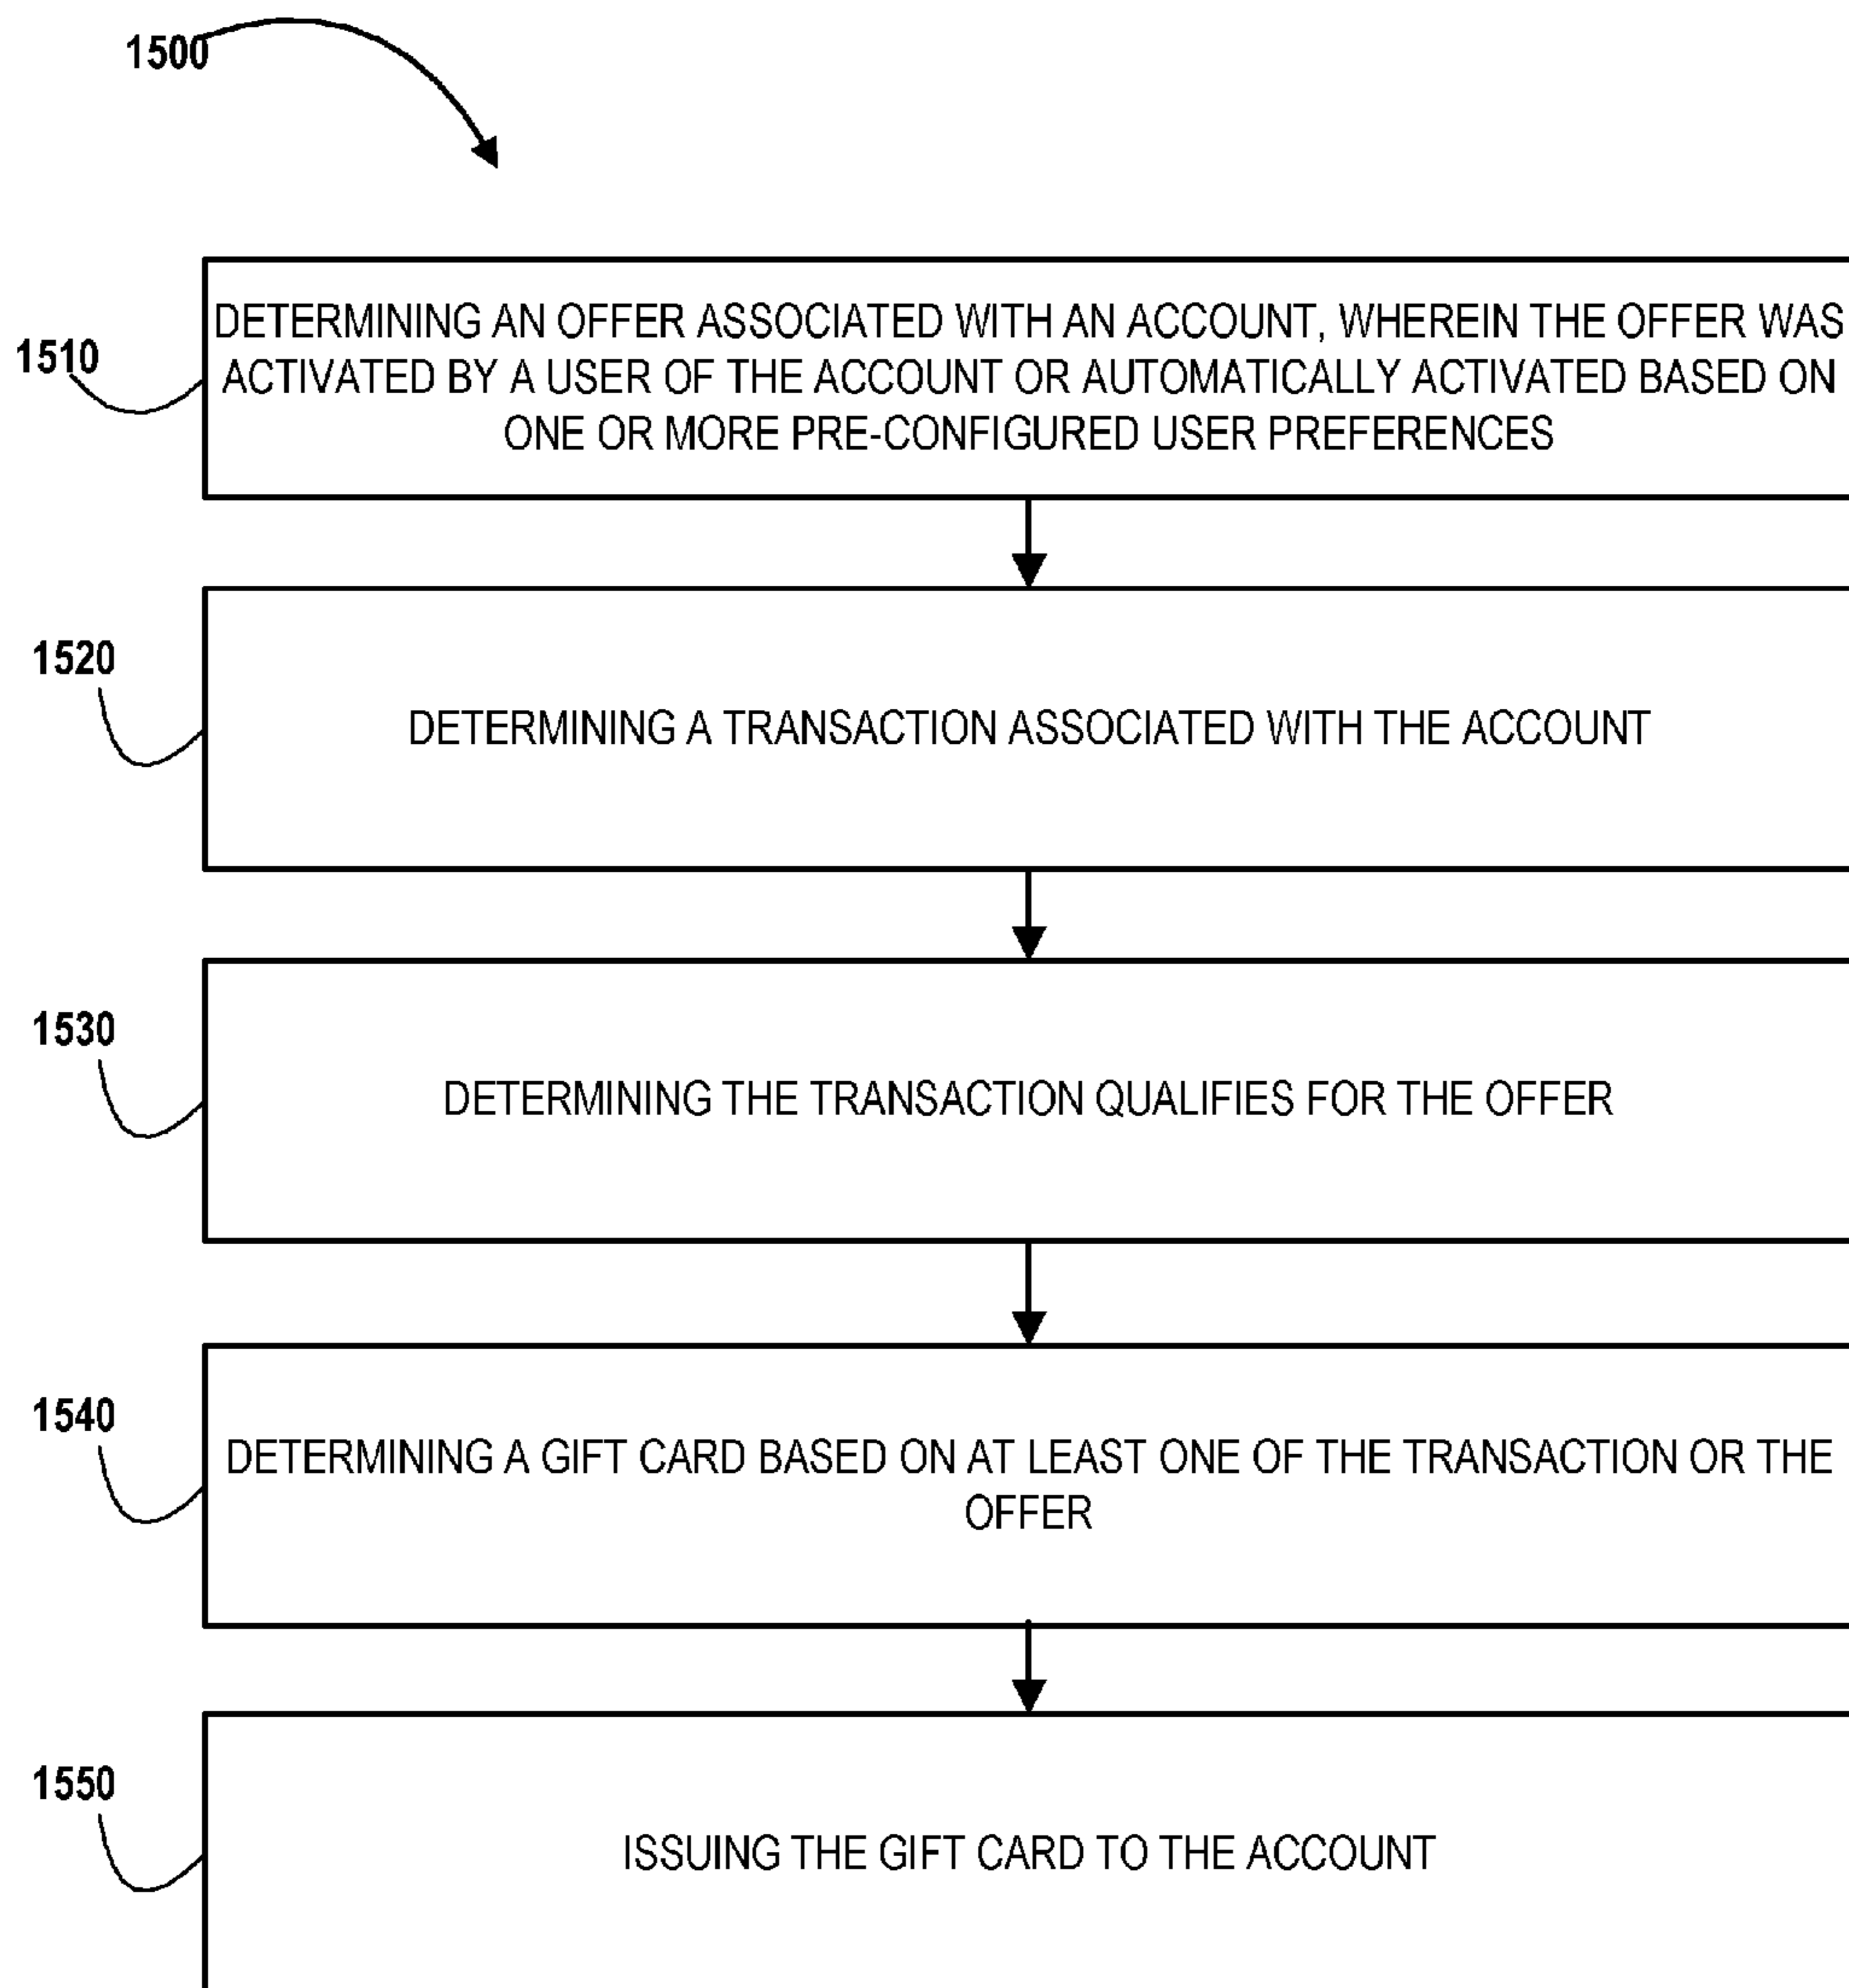 1500
1510
DETERMINING AN OFFER ASSOCIATED WITH AN ACCOUNT, WHEREIN THE OFFER WAS
ACTIVATED BY A USER OF THE ACCOUNT OR AUTOMATICALLY ACTIVATED BASED ON
ONE OR MORE PRE-CONFIGURED USER PREFERENCES
1520
DETERMINING A TRANSACTION ASSOCIATED WITH THE ACCOUNT
1530
DETERMINING THE TRANSACTION QUALIFIES FOR THE OFFER
1540
DETERMINING A GIFT CARD BASED ON AT LEAST ONE OF THE TRANSACTION OR THE
OFFER
1550
ISSUING THE GIFT CARD TO THE ACCOUNT